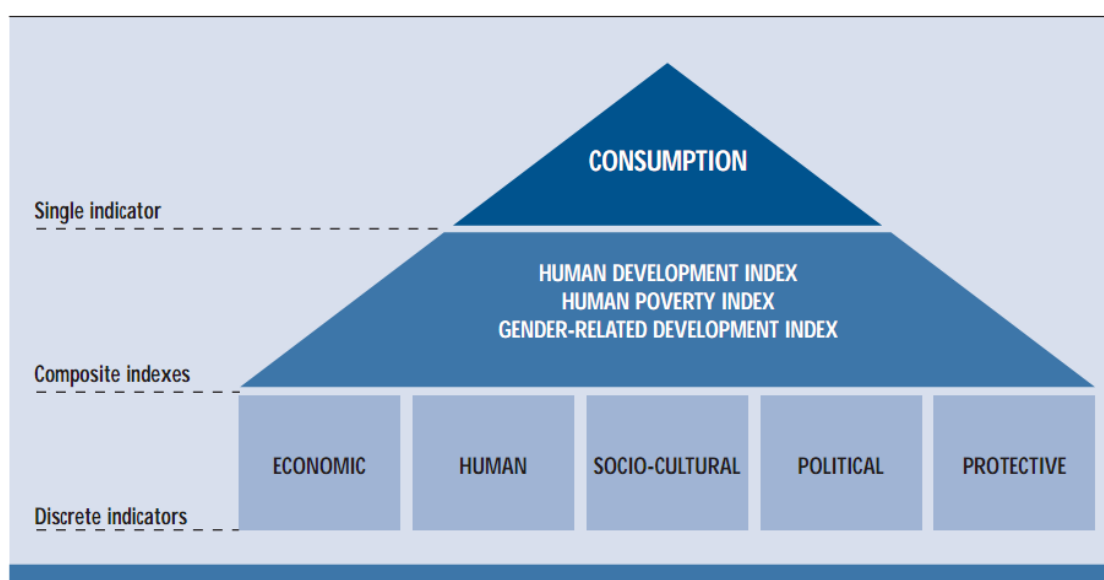 CONSUMPTION
Single indicator
HUMAN DEVELOPMENT INDEX
HUMAN POVERTY INDEX
GENDER-RELATED DEVELOPMENT INDEX
Composite indexes
ECONOMIC HUMAN SOCIO-CULTURAL POLITICAL PROTECTIVE
Discrete indicators